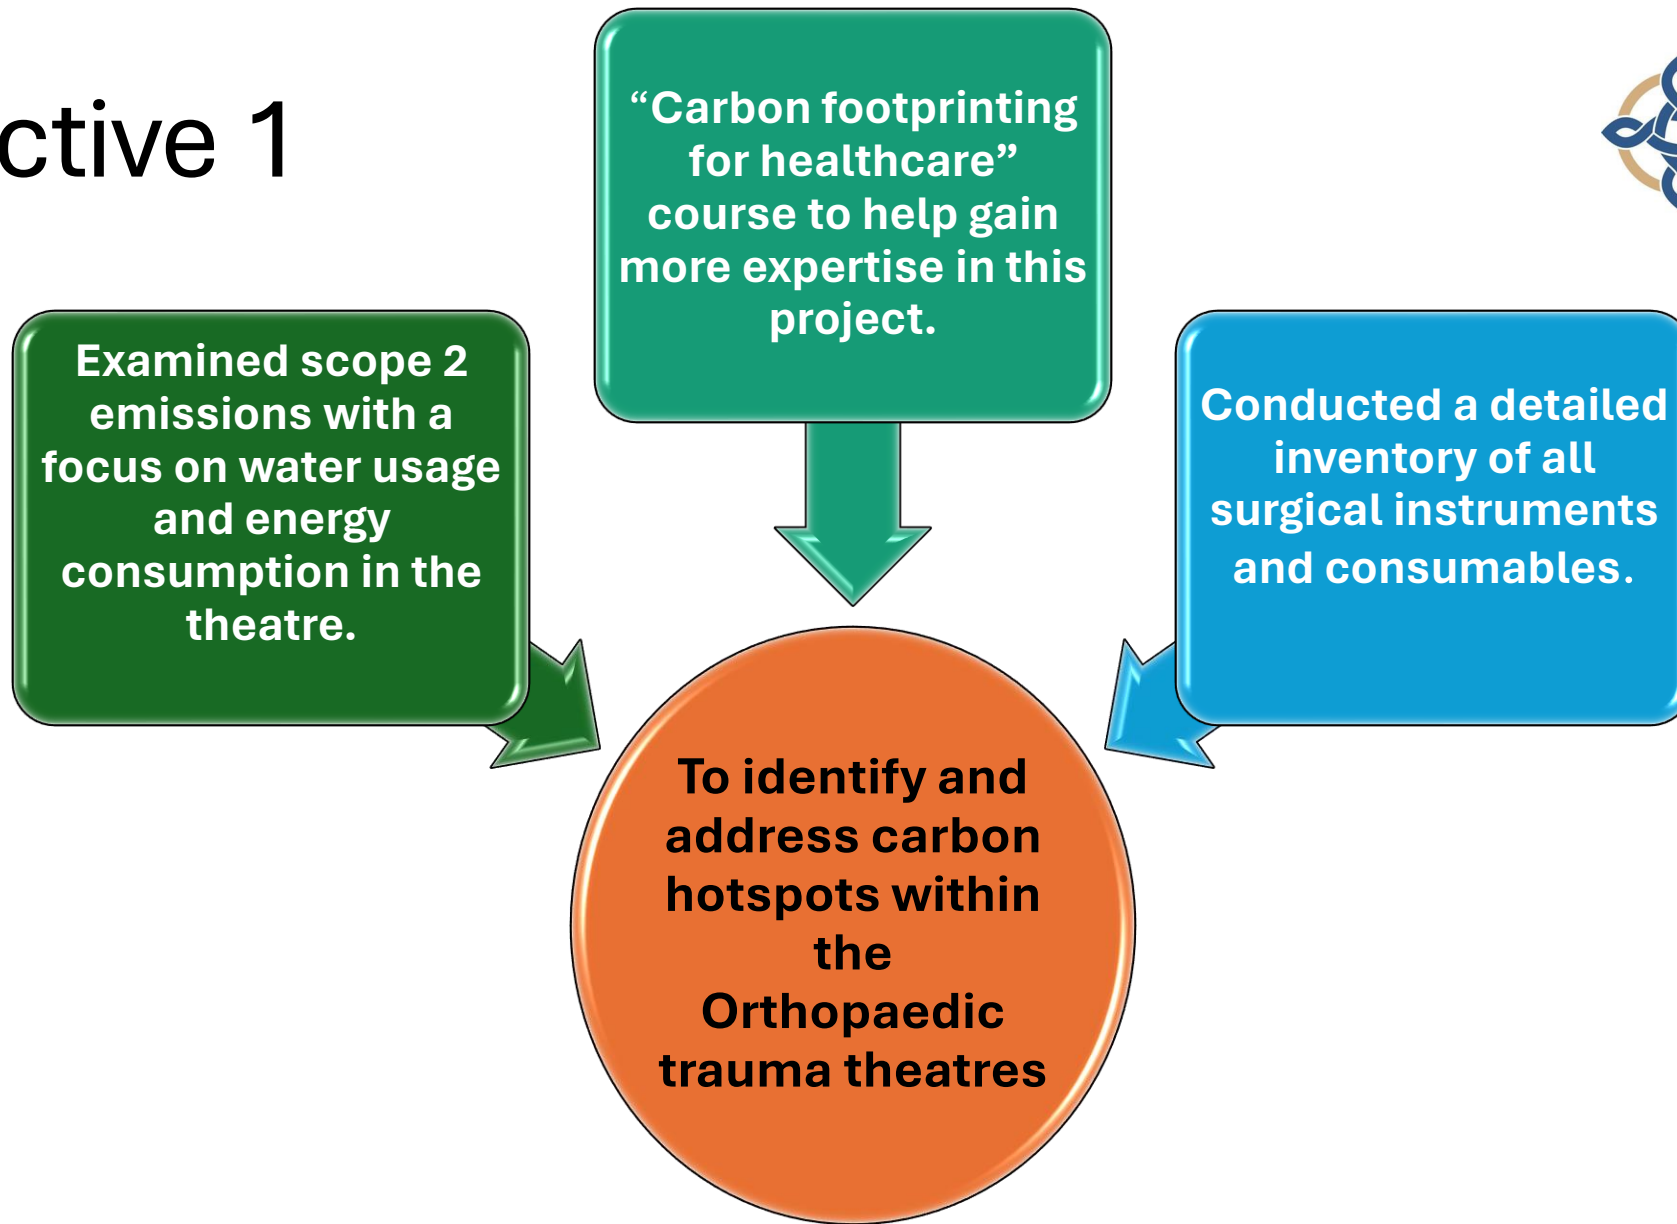 ctive 1
“Carbon footprinting
for healthcare”
course to help gain
more expertise in this
project.
Examined scope 2
emissions with a
focus on water usage
and energy
consumption in the
theatre.
Conducted a detailed
inventory of all
surgical instruments
and consumables.
To identify and
address carbon
hotspots within
the
Orthopaedic
trauma theatres